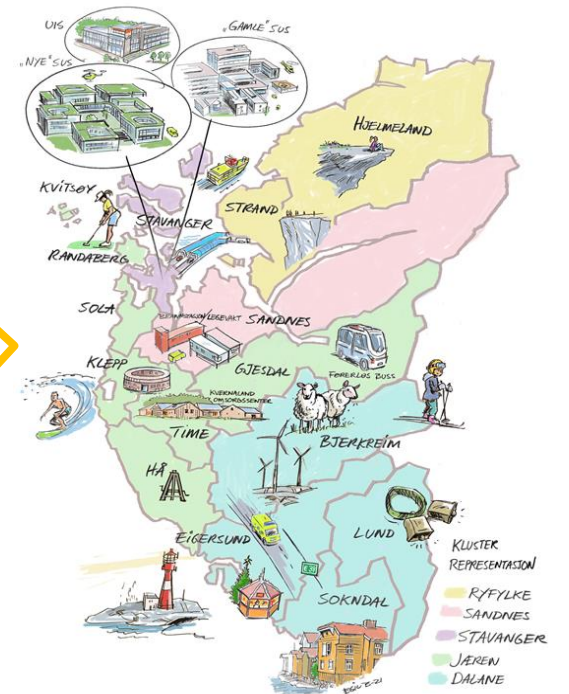 UIS
„NYE“ SUS
„GAMLE“ SUS
HJELMELAND
KVITSØY
STAVANGER
STRAND
RANDABERG
SOLA
SANDNES
KLEPP
GJESDAL
FØRERLØS BUSS
KVERNALAND
OMSORGSSENTER
TIME
BJERKREIM
HÅ
EIGERSUND
LUND
SOKNDAL
KLUSTER
REPRESENTASJON
RYFYLKE
SANDNES
STAVANGER
JÆREN
DALANE